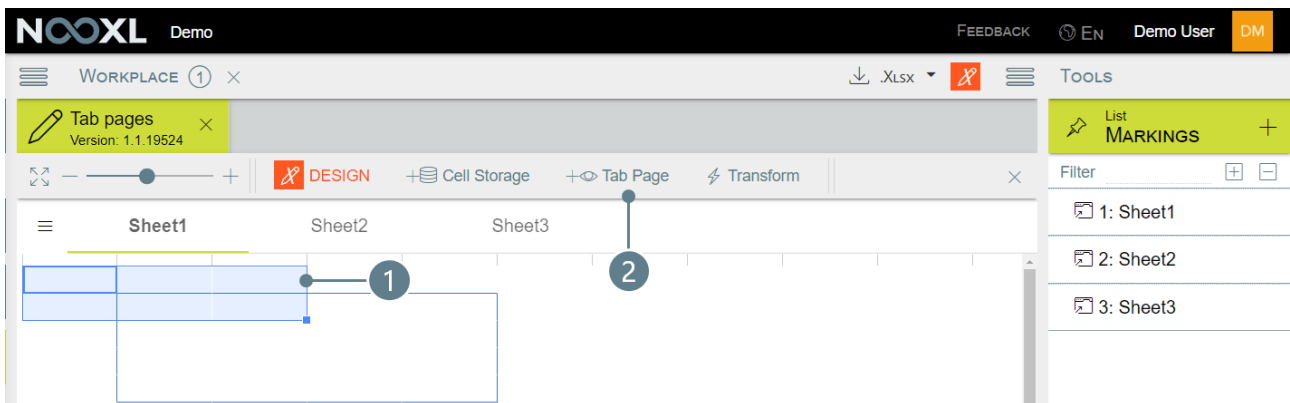 NOOXL Demo FEEDBACK EN Demo User DM
WORKPLACE 1 .XLSX TOOLS
Tab pages
Version: 1.1.19524
List
MARKINGS
DESIGN Cell Storage Tab Page Transform
Filter
Sheet1 Sheet2 Sheet3
1: Sheet1
2: Sheet2
3: Sheet3
1
2